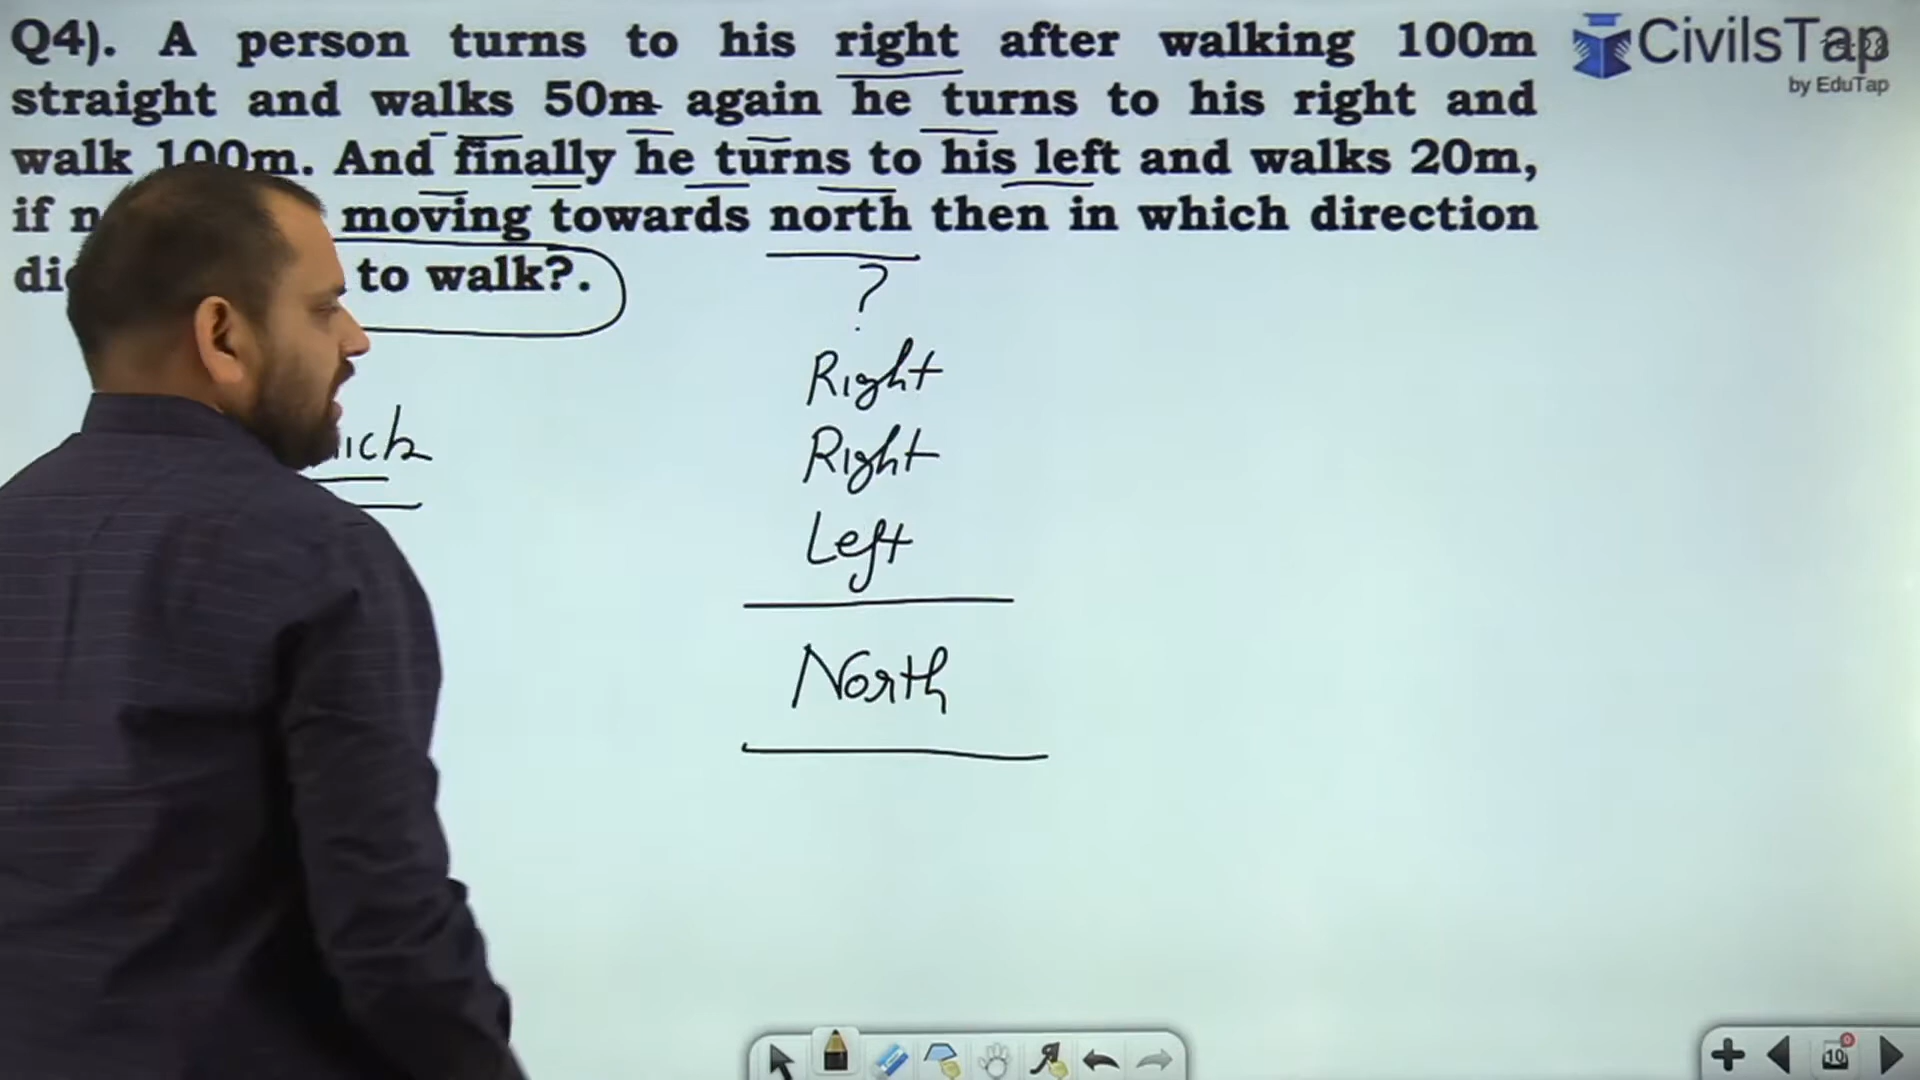 Q4). A person turns to his right after walking 100m
straight and walks 50m again he turns to his right and
walk 100m. And finally he turns to his left and walks 20m,
if moving towards north then in which direction
to walk?.
CivilsTap
by EduTap
?
Right
Right
Left
North
10